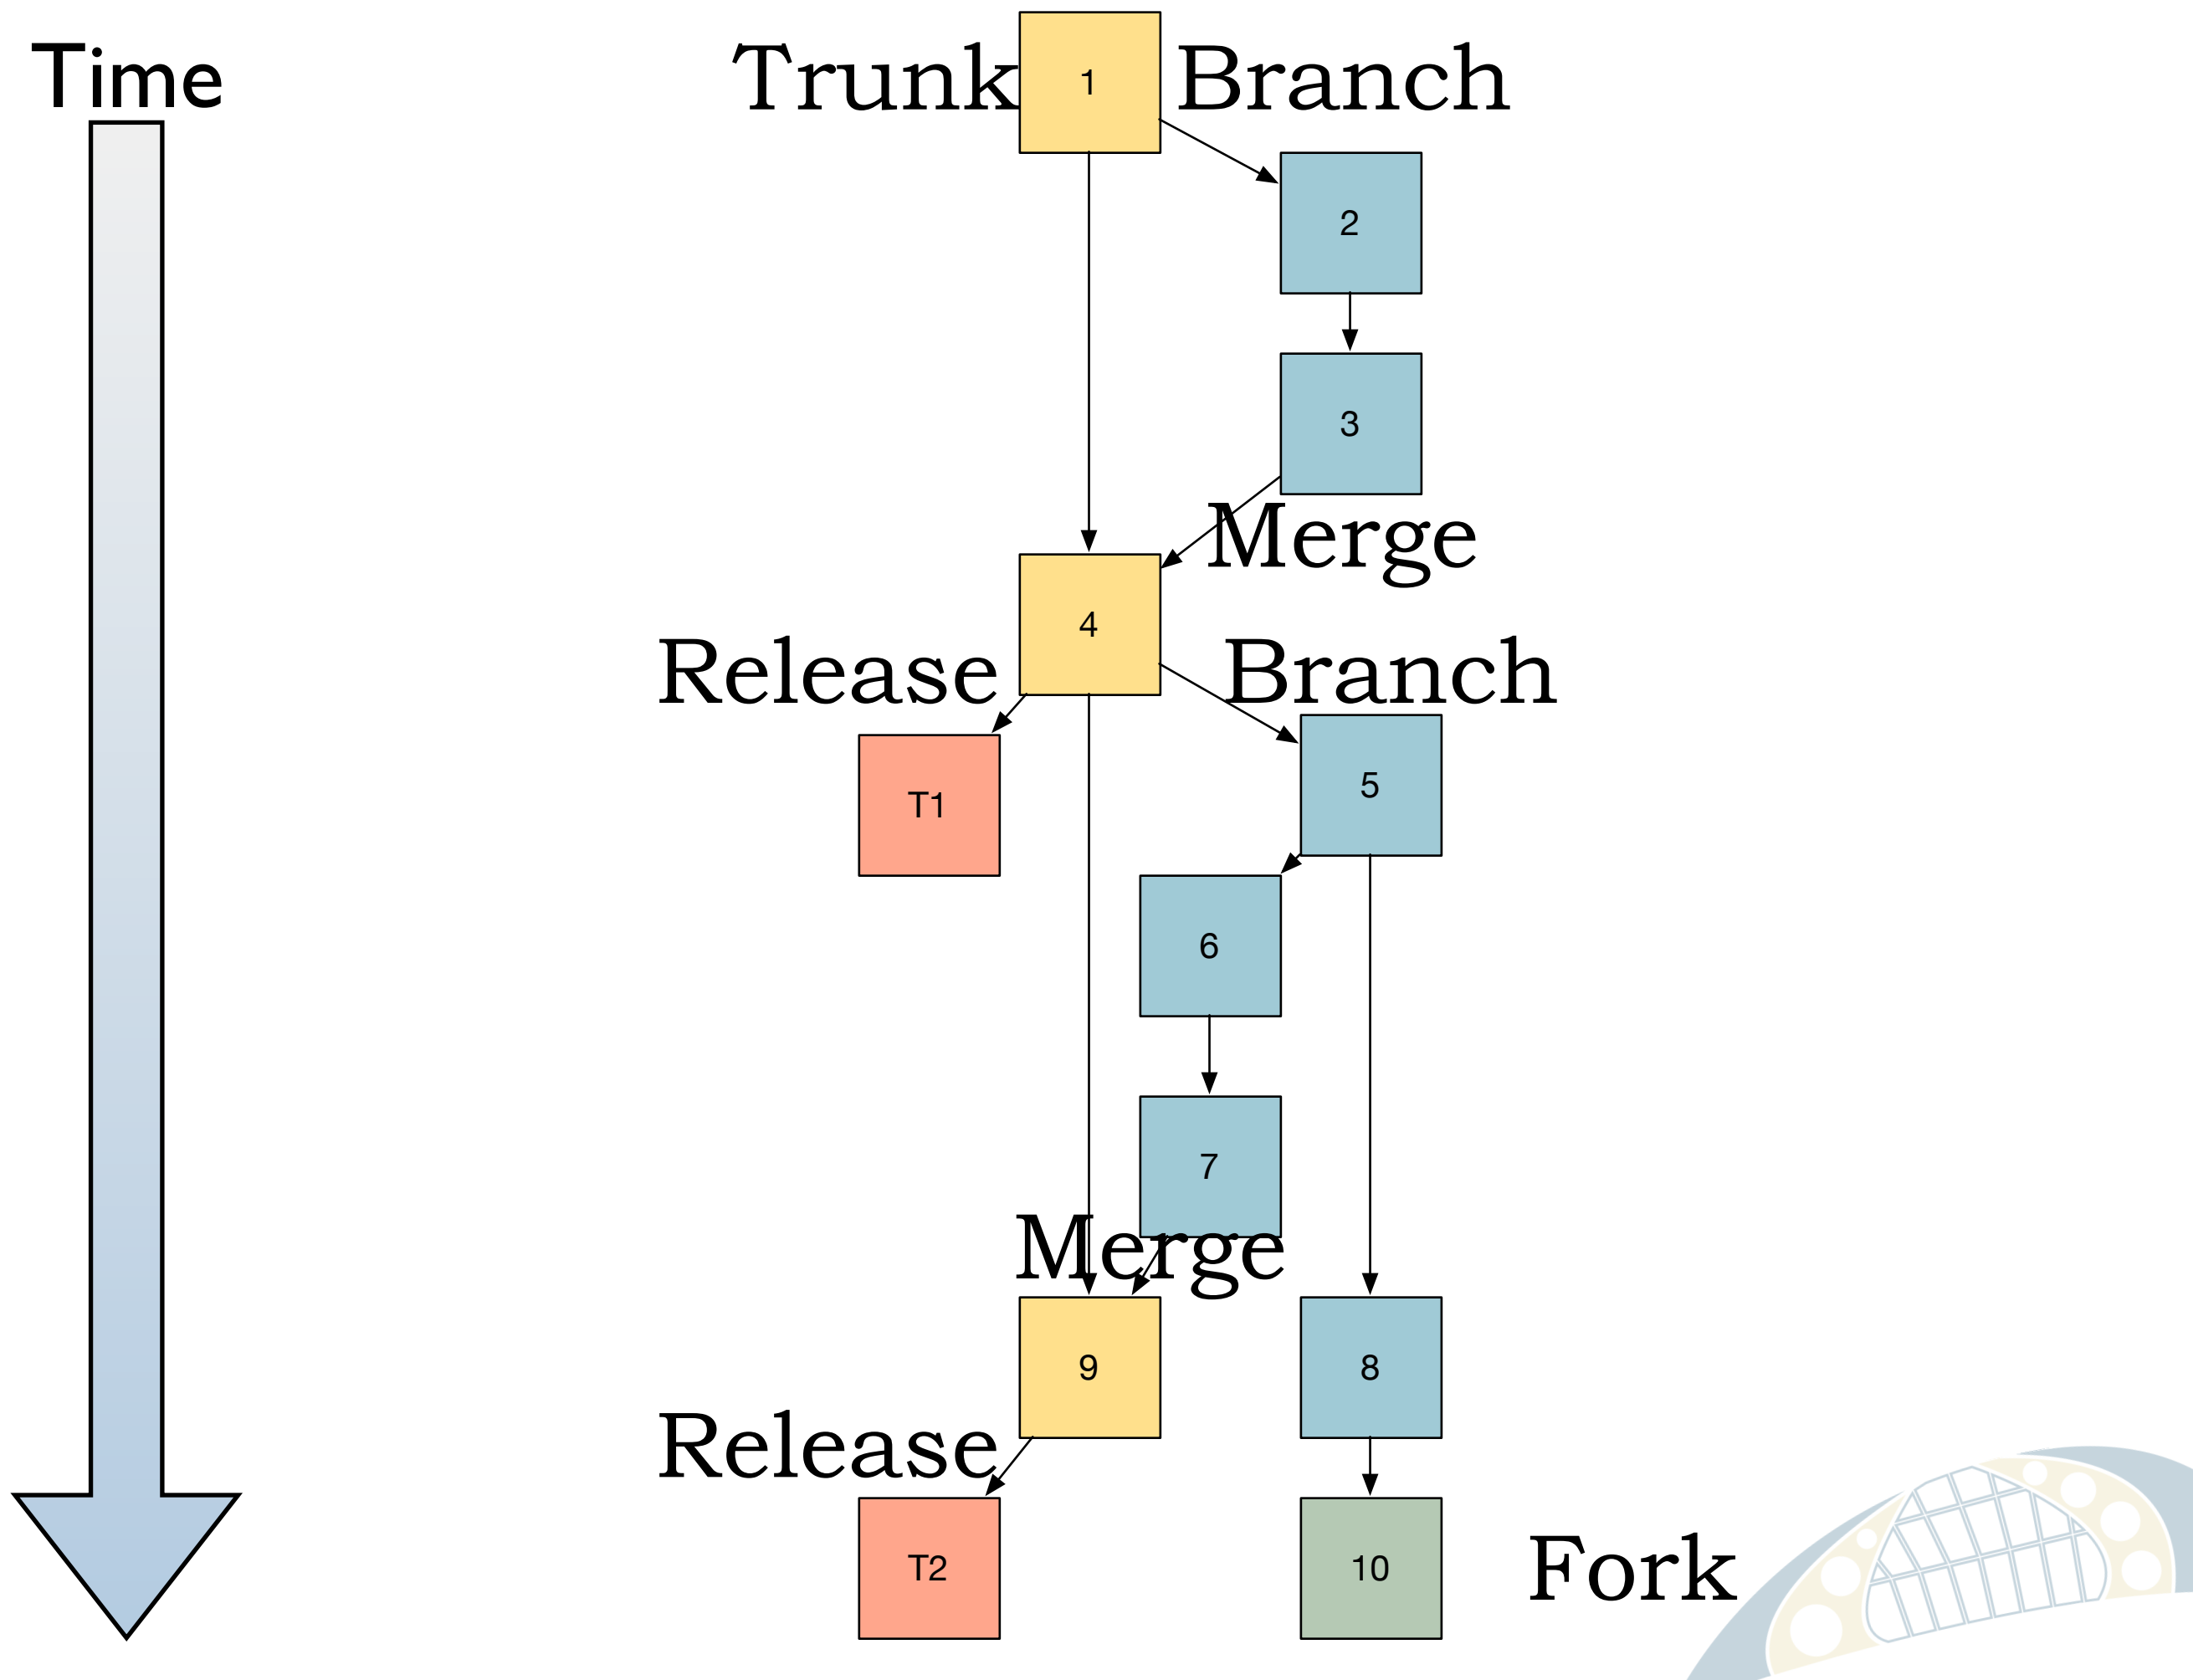 Time
Trunk
1
Branch
2
3
Merge
4
Release
Branch
T1
5
6
7
Merge
9
8
Release
T2
10
Fork